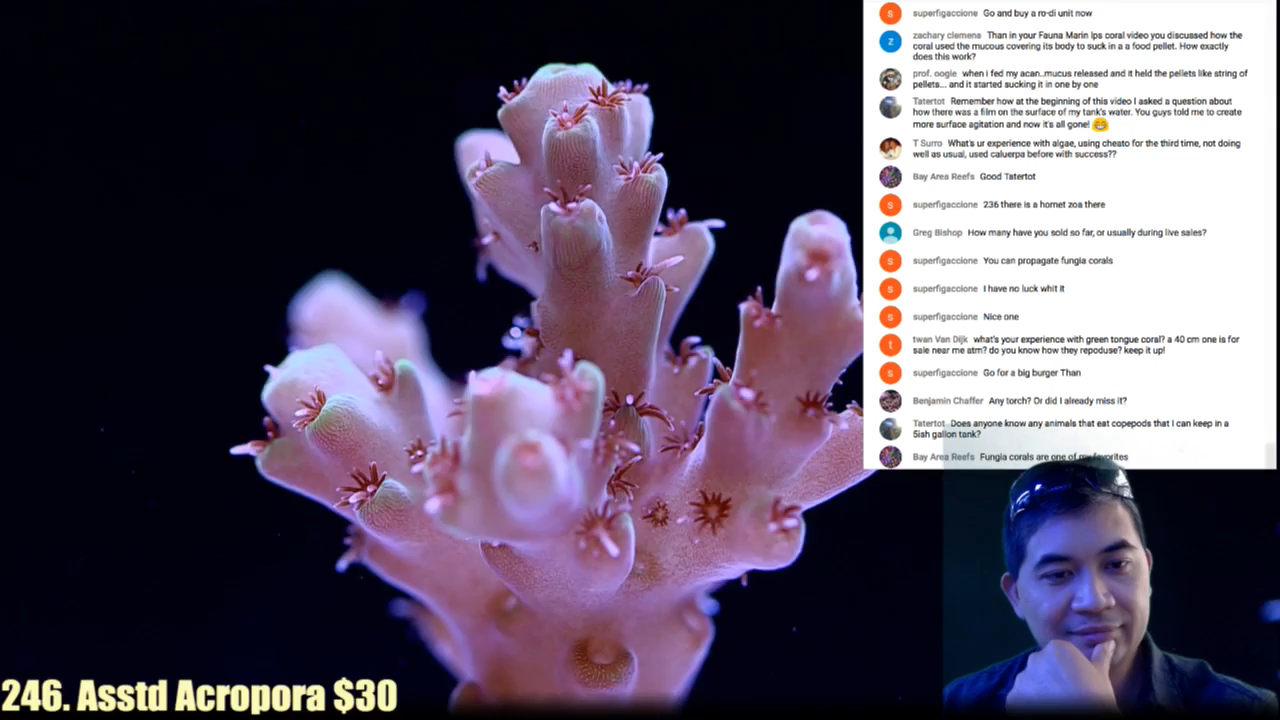 superfigaccione Go and buy a ro-di unit now
zachary clemens Than in your Fauna Marin lps coral video you discussed how the
coral used the mucous covering its body to suck in a a food pellet. How exactly
does this work?
prof. oogie when i fed my acan..mucus released and it held the pellets like string of
pellets... and it started sucking it in one by one
Tatertot Remember how at the beginning of this video I asked a question about
how there was a film on the surface of my tank's water. You guys told me to create
more surface agitation and now it's all gone! 😁
T Surro What's ur experience with algae, using cheato for the third time, not doing
well as usual, used caluerpa before with success??
Bay Area Reefs Good Tatertot
superfigaccione 236 there is a hornet zoa there
Greg Bishop How many have you sold so far, or usually during live sales?
superfigaccione You can propagate fungia corals
superfigaccione I have no luck whit it
superfigaccione Nice one
twan Van Dijk what's your experience with green tongue coral? a 40 cm one is for
sale near me atm? do you know how they repoduse? keep it up!
superfigaccione Go for a big burger Than
Benjamin Chaffer Any torch? Or did I already miss it?
Tatertot Does anyone know any animals that eat copepods that I can keep in a
5ish gallon tank?
Bay Area Reefs Fungia corals are one of my favorites
246. Asstd Acropora $30